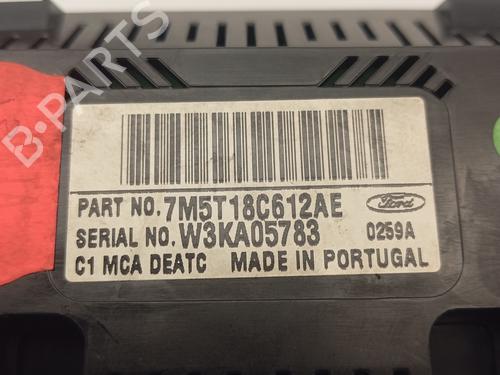 B-PARTS
PART NO. 7M5T18C612AE
Ford
SERIAL NO. W3KA05783
0259A
C1 MCA DEATC MADE IN PORTUGAL